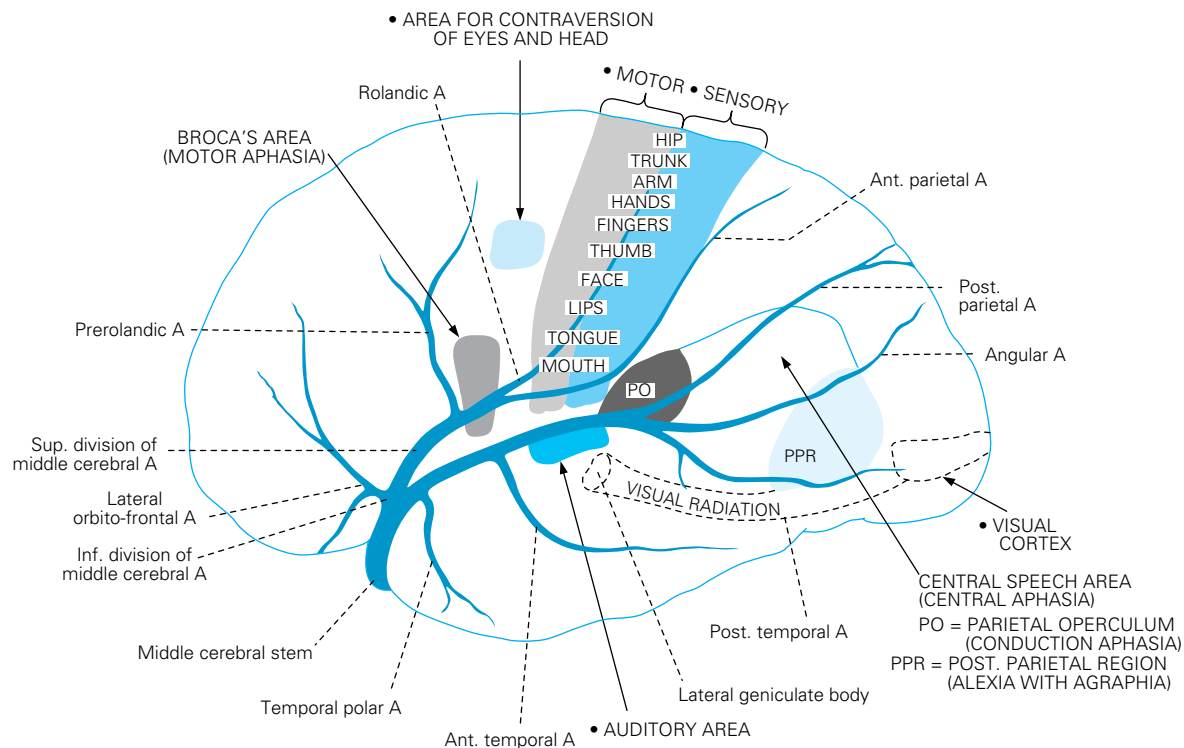 • AREA FOR CONTRAVERSION
OF EYES AND HEAD
• MOTOR • SENSORY
Rolandic A
BROCA'S AREA
(MOTOR APHASIA)
HIP
TRUNK
ARM
HANDS
FINGERS
THUMB
FACE
LIPS
TONGUE
MOUTH
Ant. parietal A
Post.
parietal A
Prerolandic A
Angular A
PO
PPR
VISUAL RADIATION
Sup. division of
middle cerebral A
Lateral
orbito-frontal A
Inf. division of
middle cerebral A
• VISUAL
CORTEX
CENTRAL SPEECH AREA
(CENTRAL APHASIA)
PO = PARIETAL OPERCULUM
(CONDUCTION APHASIA)
PPR = POST. PARIETAL REGION
(ALEXIA WITH AGRAPHIA)
Middle cerebral stem
Temporal polar A
Ant. temporal A
• AUDITORY AREA
Lateral geniculate body
Post. temporal A